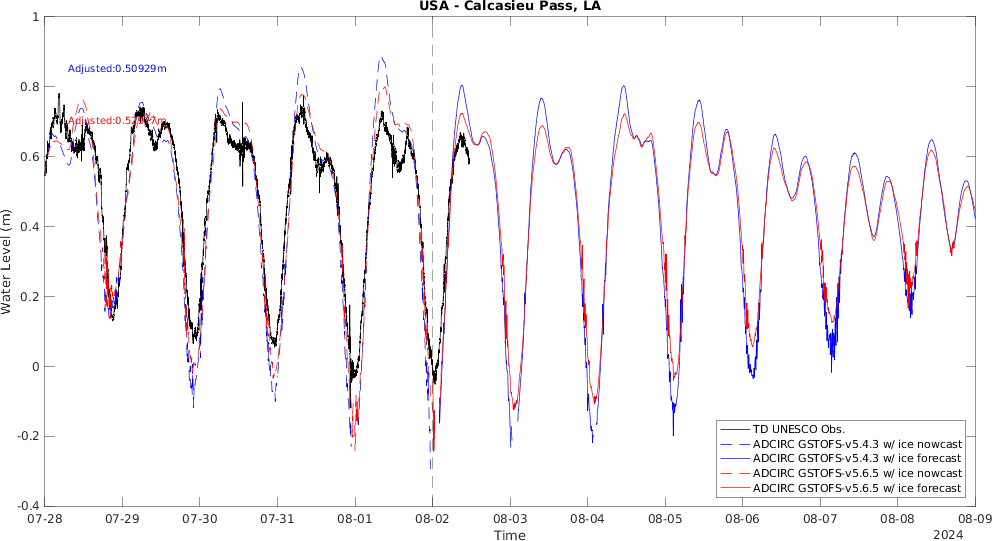 USA - Calcasieu Pass, LA
1
0.8
0.6
0.4
0.2
0
-0.2
-0.4
Water Level (m)
Adjusted:0.50929m
07-28
07-29
07-30
07-31
08-01
08-02
08-03
08-04
08-05
08-06
08-07
08-08
08-09
Time
2024
TD UNESCO Obs.
ADCIRC GSTOFS-v5.4.3 w/ ice nowcast
ADCIRC GSTOFS-v5.4.3 w/ ice forecast
ADCIRC GSTOFS-v5.6.5 w/ ice nowcast
ADCIRC GSTOFS-v5.6.5 w/ ice forecast